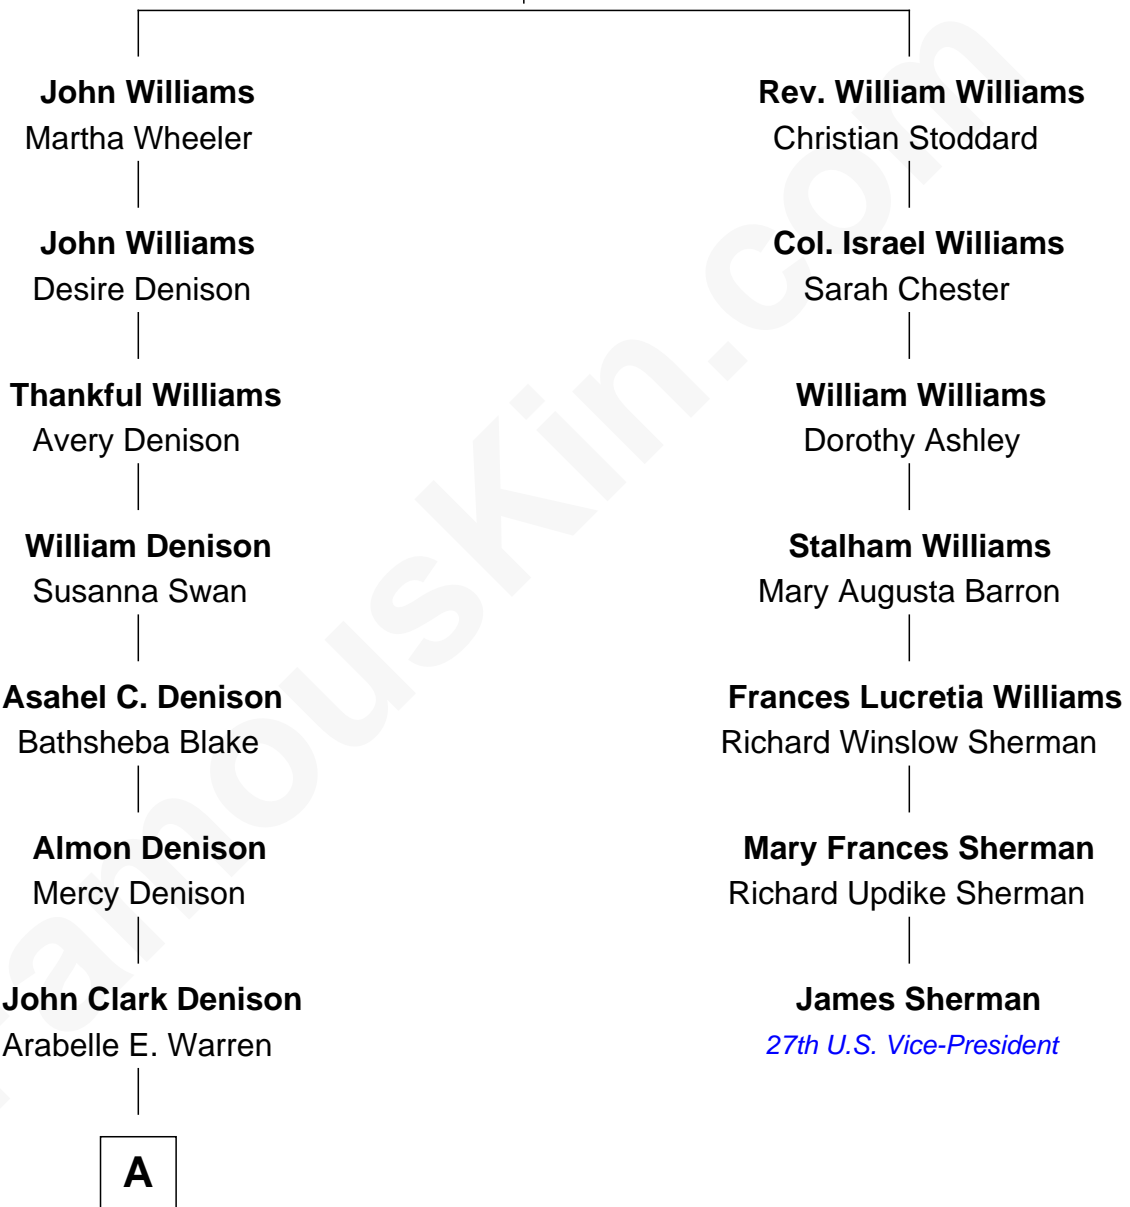 John Williams
Martha Wheeler
John Williams
Desire Denison
Thankful Williams
Avery Denison
William Denison
Susanna Swan
Asahel C. Denison
Bathsheba Blake
Almon Denison
Mercy Denison
John Clark Denison
Arabelle E. Warren
A
Rev. William Williams
Christian Stoddard
Col. Israel Williams
Sarah Chester
William Williams
Dorothy Ashley
Stalham Williams
Mary Augusta Barron
Frances Lucretia Williams
Richard Winslow Sherman
Mary Frances Sherman
Richard Updike Sherman
James Sherman
27th U.S. Vice-President
FamousKin.com